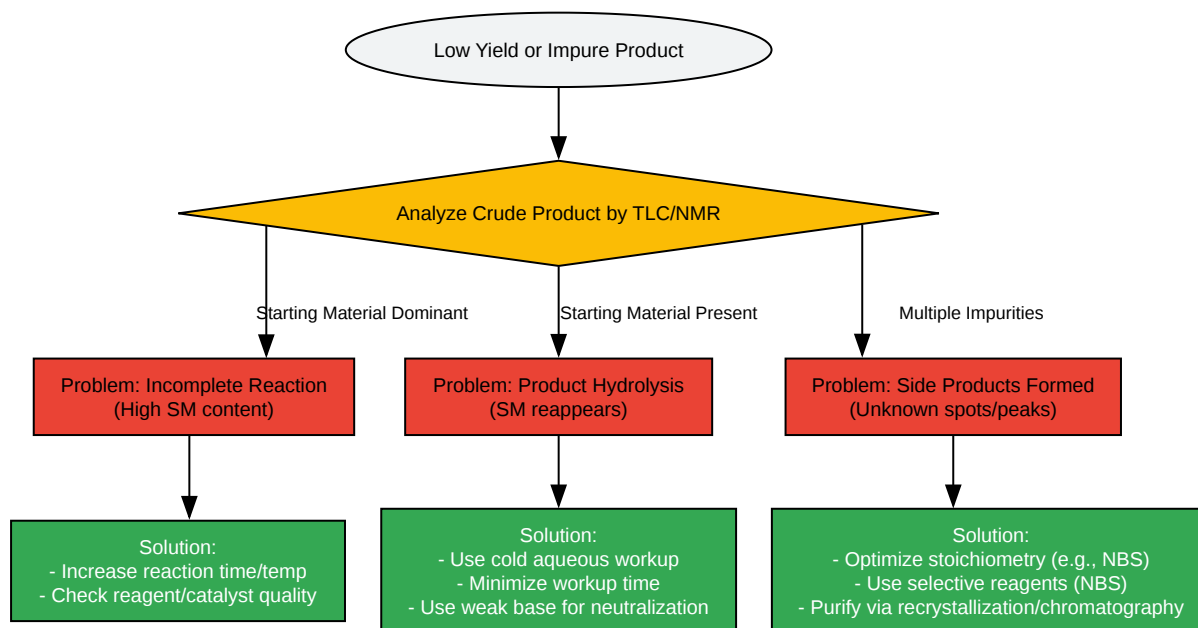 Low Yield or Impure Product
Analyze Crude Product by TLC/NMR
Starting Material Dominant
Starting Material Present
Multiple Impurities
Problem: Incomplete Reaction
(High SM content)
Problem: Product Hydrolysis
(SM reappears)
Problem: Side Products Formed
(Unknown spots/peaks)
Solution:
- Increase reaction time/temp
- Check reagent/catalyst quality
Solution:
- Use cold aqueous workup
- Minimize workup time
- Use weak base for neutralization
Solution:
- Optimize stoichiometry (e.g., NBS)
- Use selective reagents (NBS)
- Purify via recrystallization/chromatography